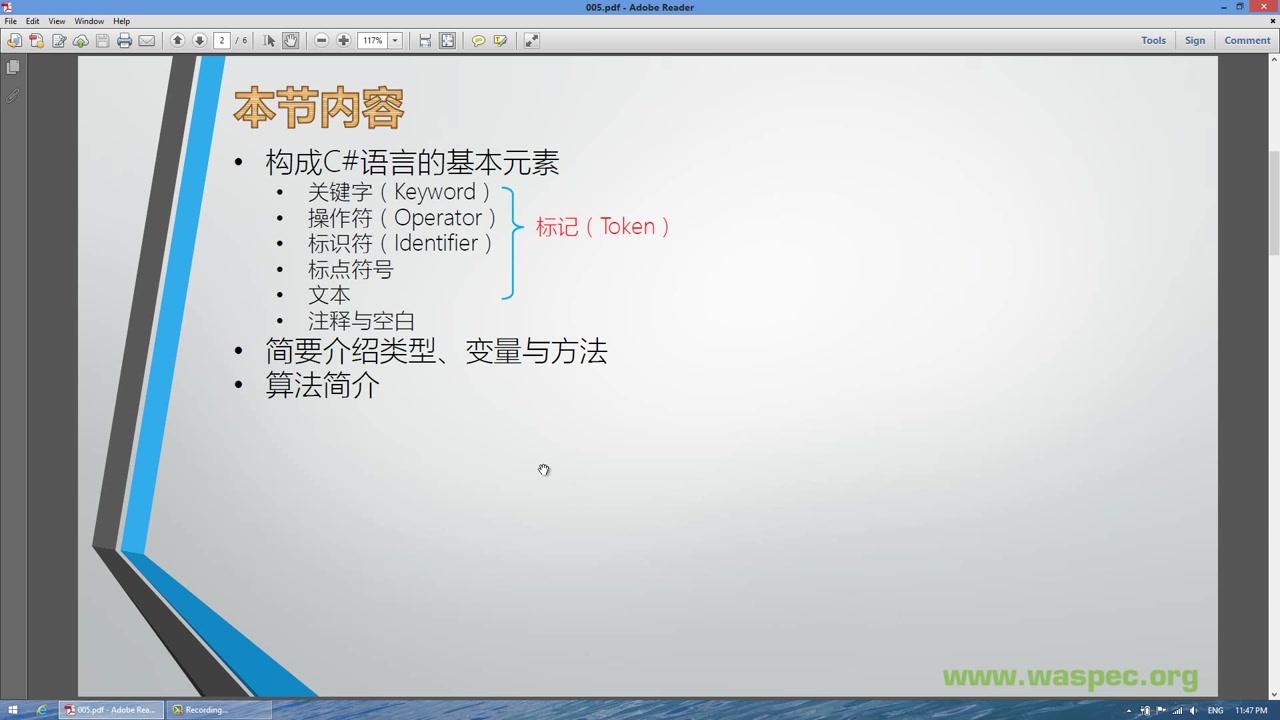 005.pdf - Adobe Reader
File Edit View Window Help
2 / 6
117%
Tools Sign Comment
本节内容
• 构成C#语言的基本元素
• 关键字（Keyword）
• 操作符（Operator）
• 标识符（Identifier）
• 标点符号
• 文本
标记（Token）
• 注释与空白
• 简要介绍类型、变量与方法
• 算法简介
www.waspec.org
005.pdf - Adobe Rea...
Recording...
ENG
11:47 PM